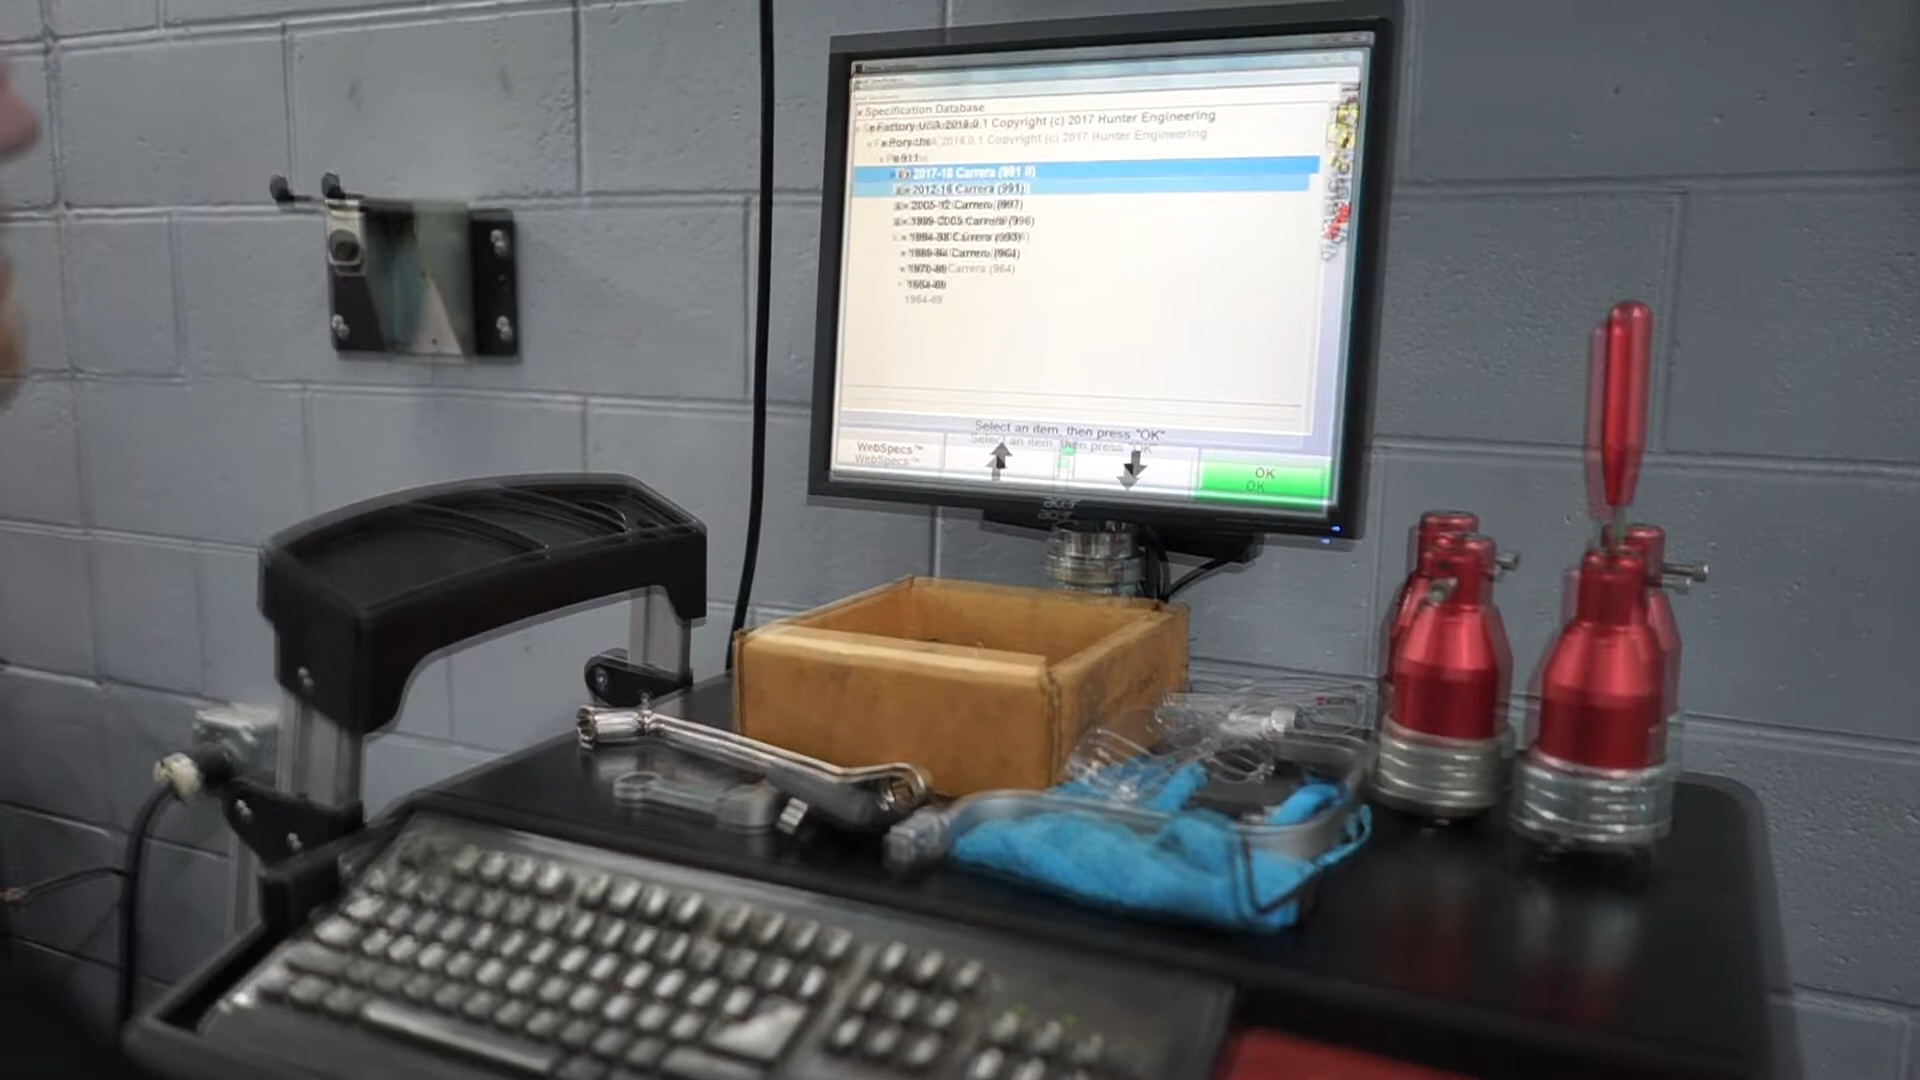 Specification Database
Factory USA 2018.0.1 Copyright (c) 2017 Hunter Engineering
Porsche
911
2017-18 Carrera (991 II)
2012-16 Carrera (991)
2005-12 Carrera (997)
1999-2005 Carrera (996)
1994-98 Carrera (993)
1989-94 Carrera (964)
1970-89
1964-69
Select an item, then press "OK"
WebSpecs™
OK
acer